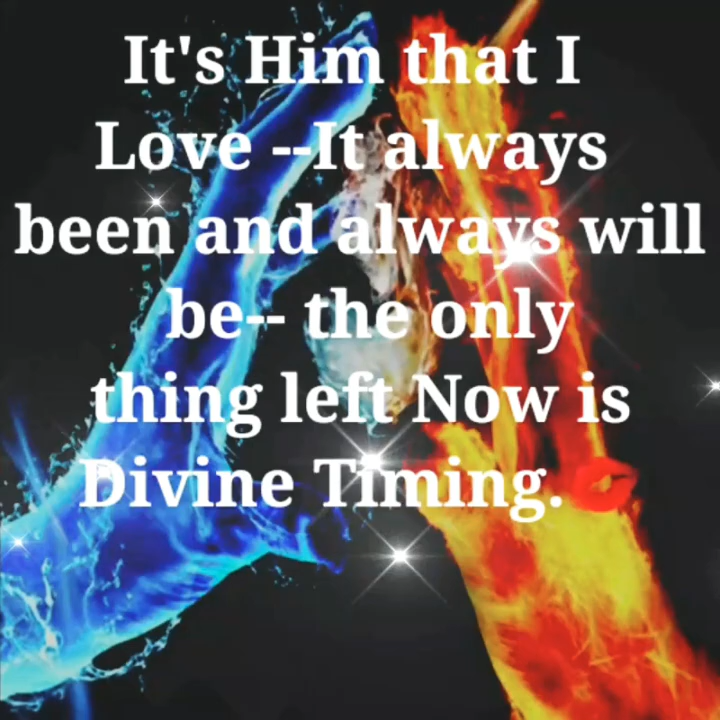 It's Him that I
Love --It always
been and always will
be-- the only
thing left Now is
Divine Timing.💋